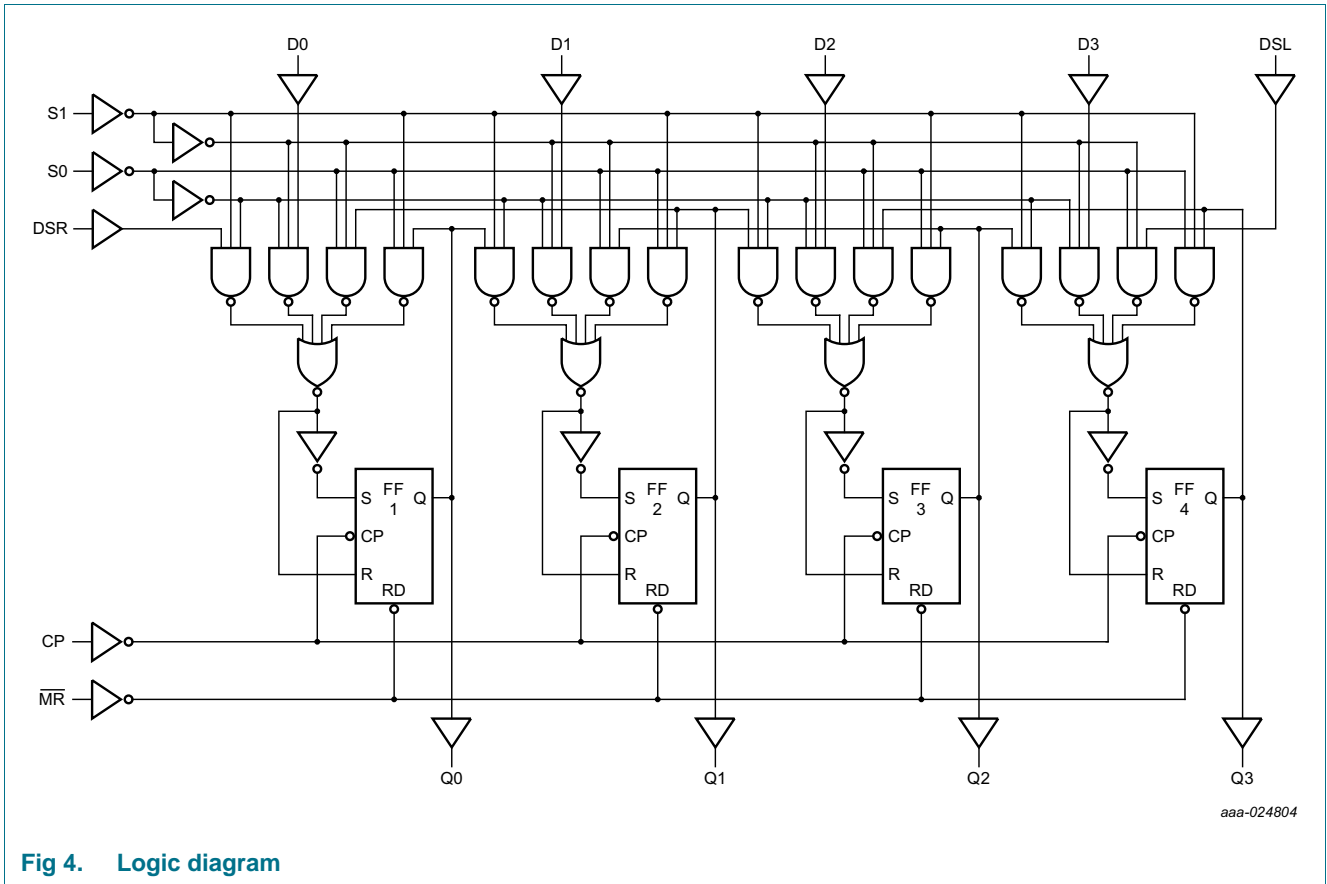 D0 D1 D2 D3 DSL
S1
S0
DSR
S FF Q S FF Q S FF Q S FF Q
1 2 3 4
CP CP CP CP
R R R R
RD RD RD RD
CP
M̅R̅
Q0 Q1 Q2 Q3
aaa-024804
Fig 4. Logic diagram